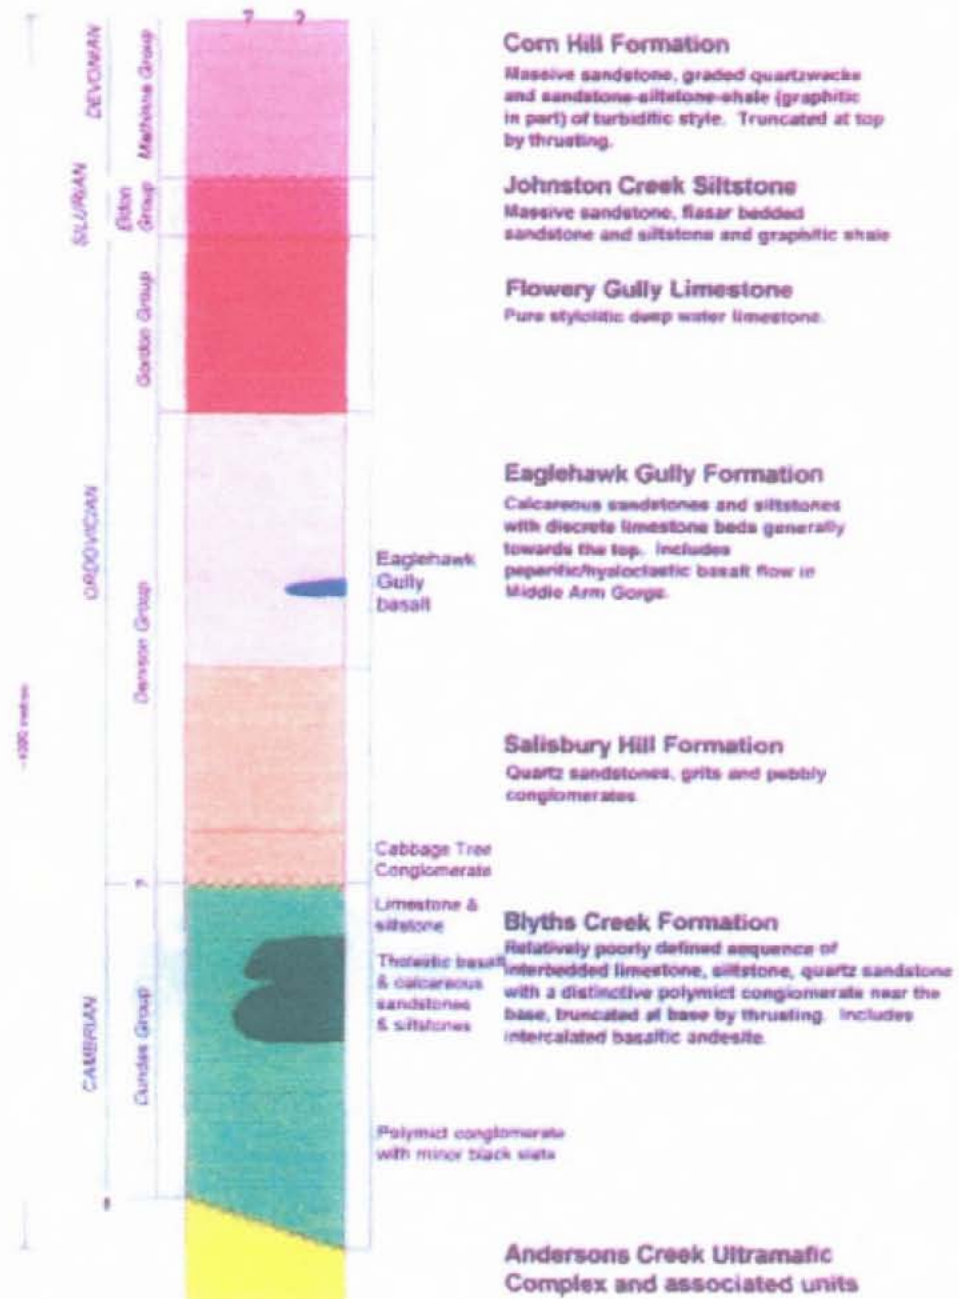 ? ?
DEVONIAN
Mathinna Group
Corn Hill Formation
Massive sandstone, graded quartzwacke
and sandstone-siltstone-shale (graphitic
in part) of turbiditic style. Truncated at top
by thrusting.
SILURIAN
Eldon
Group
Johnston Creek Siltstone
Massive sandstone, flasar bedded
sandstone and siltstone and graphitic shale
Gordon Group
Flowery Gully Limestone
Pure stylolitic deep water limestone.
ORDOVICIAN
Denison Group
Eaglehawk
Gully
basalt
Eaglehawk Gully Formation
Calcareous sandstones and siltstones
with discrete limestone beds generally
towards the top. Includes
peperitic/hyaloclastic basalt flow in
Middle Arm Gorge.
metres
Salisbury Hill Formation
Quartz sandstones, grits and pebbly
conglomerates
Cabbage Tree
Conglomerate
?
CAMBRIAN
Dundas Group
Limestone &
siltstone
Tholeiitic basalt
& calcareous
sandstones
& siltstones
Polymict conglomerate
with minor black slate
Blyths Creek Formation
Relatively poorly defined sequence of
interbedded limestone, siltstone, quartz sandstone
with a distinctive polymict conglomerate near the
base, truncated at base by thrusting. Includes
intercalated basaltic andesite.
Andersons Creek Ultramafic
Complex and associated units